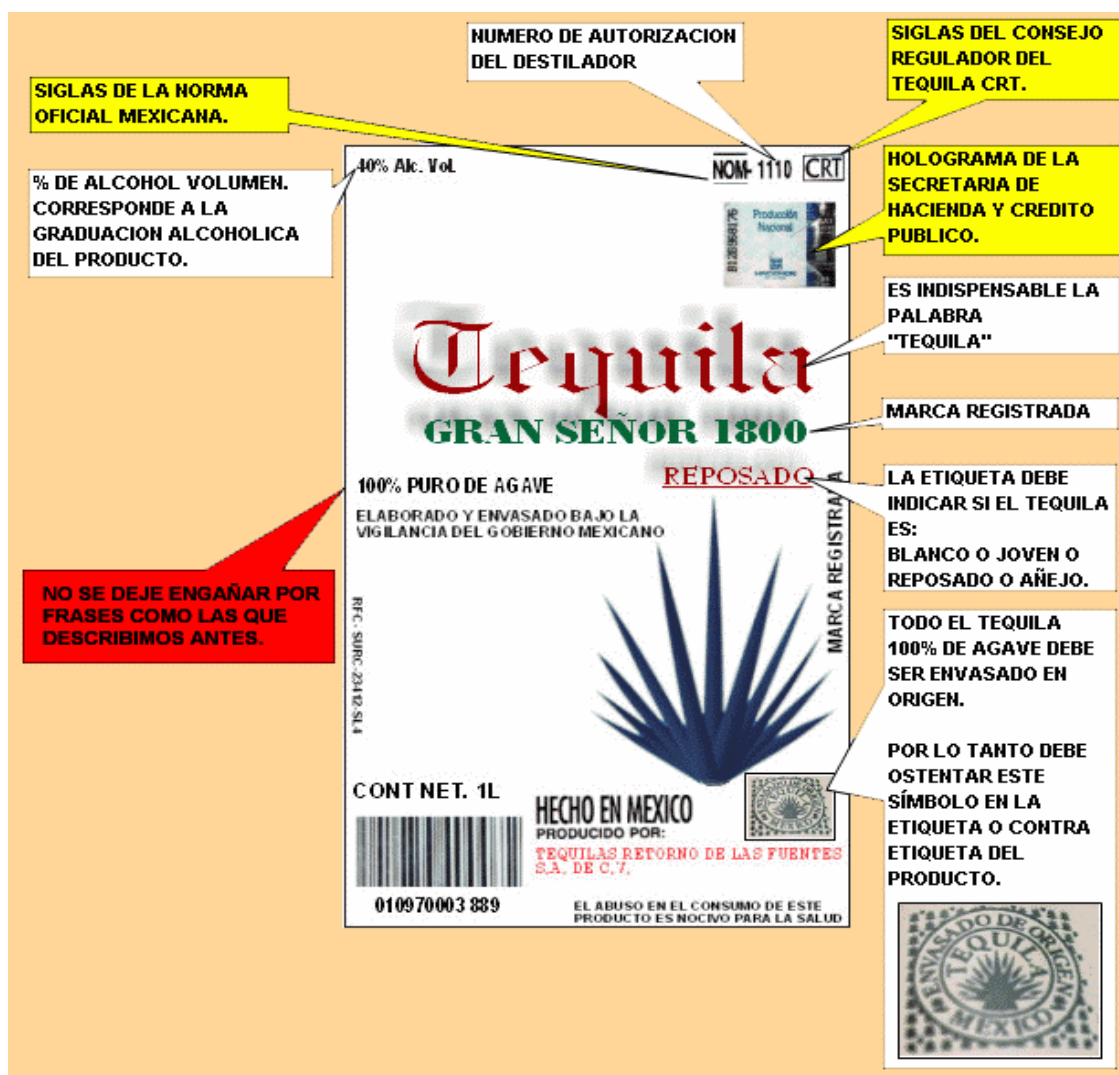 NUMERO DE AUTORIZACION
DEL DESTILADOR
SIGLAS DEL CONSEJO
REGULADOR DEL
TEQUILA CRT.
SIGLAS DE LA NORMA
OFICIAL MEXICANA.
% DE ALCOHOL VOLUMEN.
CORRESPONDE A LA
GRADUACION ALCOHOLICA
DEL PRODUCTO.
40% Alc. Vol.
NOM- 1110 CRT
HOLOGRAMA DE LA
SECRETARIA DE
HACIENDA Y CREDITO
PUBLICO.
Producción
Nacional
ES INDISPENSABLE LA
PALABRA
"TEQUILA"
Tequila
GRAN SEÑOR 1800
MARCA REGISTRADA
REPOSADO
100% PURO DE AGAVE
ELABORADO Y ENVASADO BAJO LA
VIGILANCIA DEL GOBIERNO MEXICANO
MARCA REGISTRADA
LA ETIQUETA DEBE
INDICAR SI EL TEQUILA
ES:
BLANCO O JOVEN O
REPOSADO O AÑEJO.
NO SE DEJE ENGAÑAR POR
FRASES COMO LAS QUE
DESCRIBIMOS ANTES.
RFC- SURC-23412-SL4
TODO EL TEQUILA
100% DE AGAVE DEBE
SER ENVASADO EN
ORIGEN.
POR LO TANTO DEBE
OSTENTAR ESTE
SÍMBOLO EN LA
ETIQUETA O CONTRA
ETIQUETA DEL
PRODUCTO.
CONT NET. 1L
HECHO EN MEXICO
PRODUCIDO POR:
TEQUILAS RETORNO DE LAS FUENTES
S.A. DE C.V.
010970003 889
EL ABUSO EN EL CONSUMO DE ESTE
PRODUCTO ES NOCIVO PARA LA SALUD
ENVASADO DE ORIGEN
TEQUILA
MEXICO